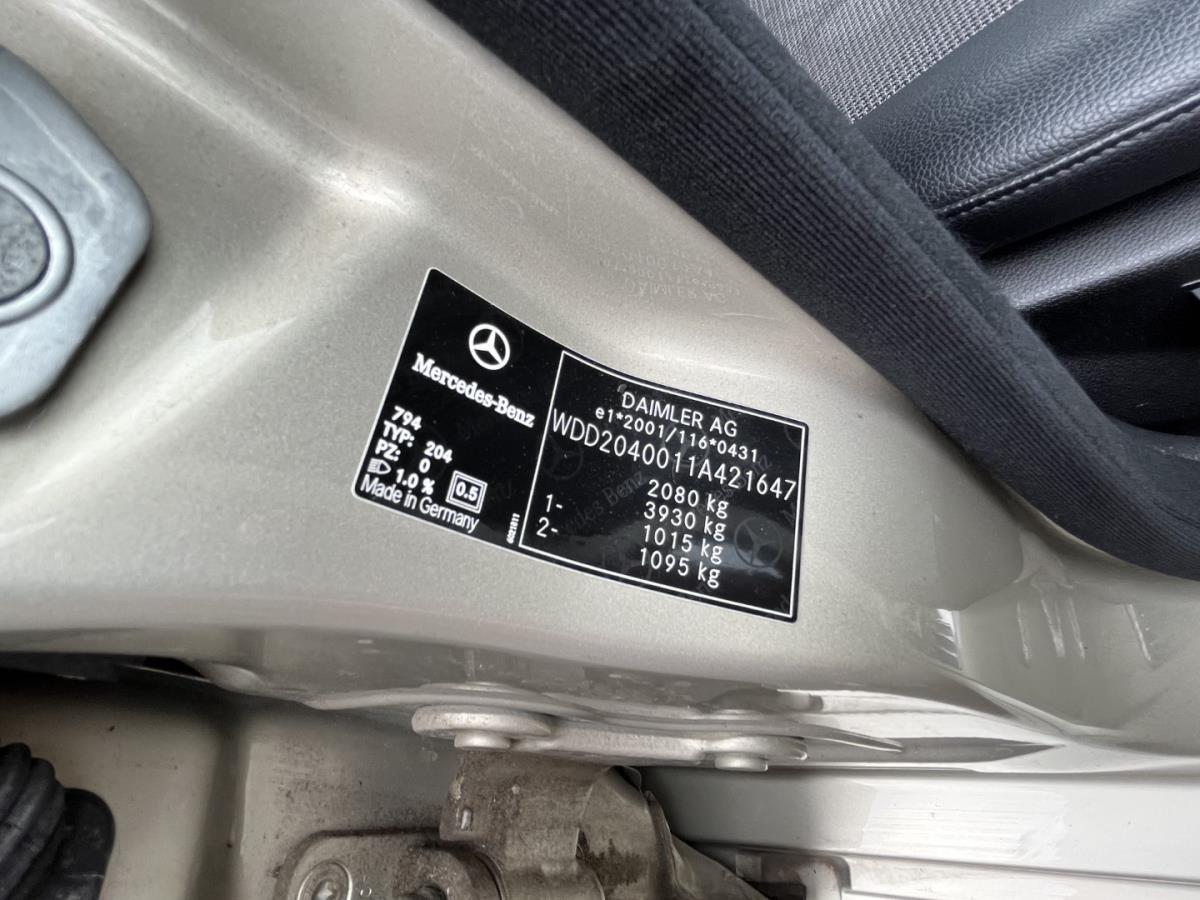 Mercedes-Benz
794
TYP: 204
PZ: 0
1.0 %
0.5
Made in Germany
DAIMLER AG
e1*2001/116*0431
WDD2040011A421647
2080 kg
3930 kg
1- 1015 kg
2- 1095 kg